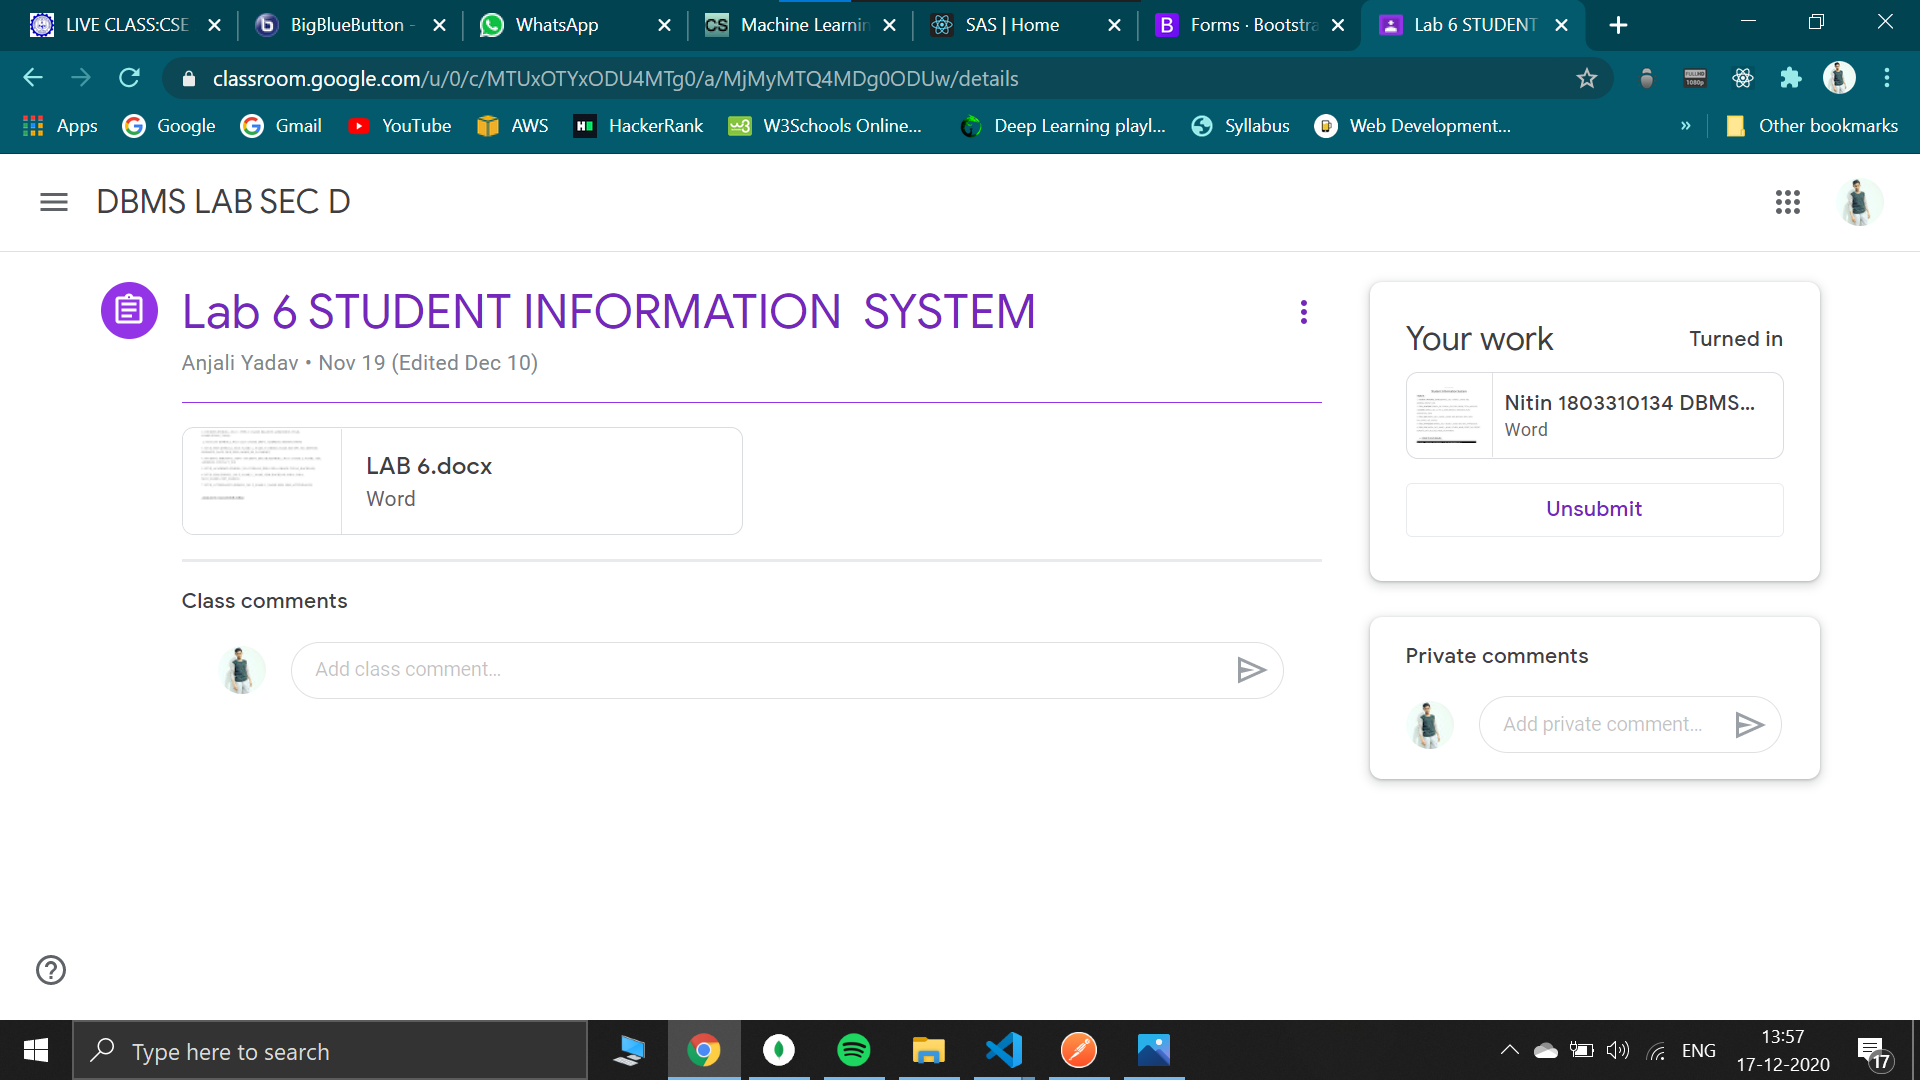 LIVE CLASS:CSE
BigBlueButton -
WhatsApp
Machine Learnin
SAS | Home
Forms · Bootstra
Lab 6 STUDENT
classroom.google.com/u/0/c/MTUxOTYxODU4MTg0/a/MjMyMTQ4MDg0ODUw/details
Apps
Google
Gmail
YouTube
AWS
HackerRank
W3Schools Online...
Deep Learning playl...
Syllabus
Web Development...
»
Other bookmarks
DBMS LAB SEC D
Lab 6 STUDENT INFORMATION SYSTEM
Anjali Yadav • Nov 19 (Edited Dec 10)
LAB 6.docx
Word
Class comments
Add class comment...
Your work
Turned in
Nitin 1803310134 DBMS...
Word
Unsubmit
Private comments
Add private comment...
Type here to search
ENG
13:57
17-12-2020
17